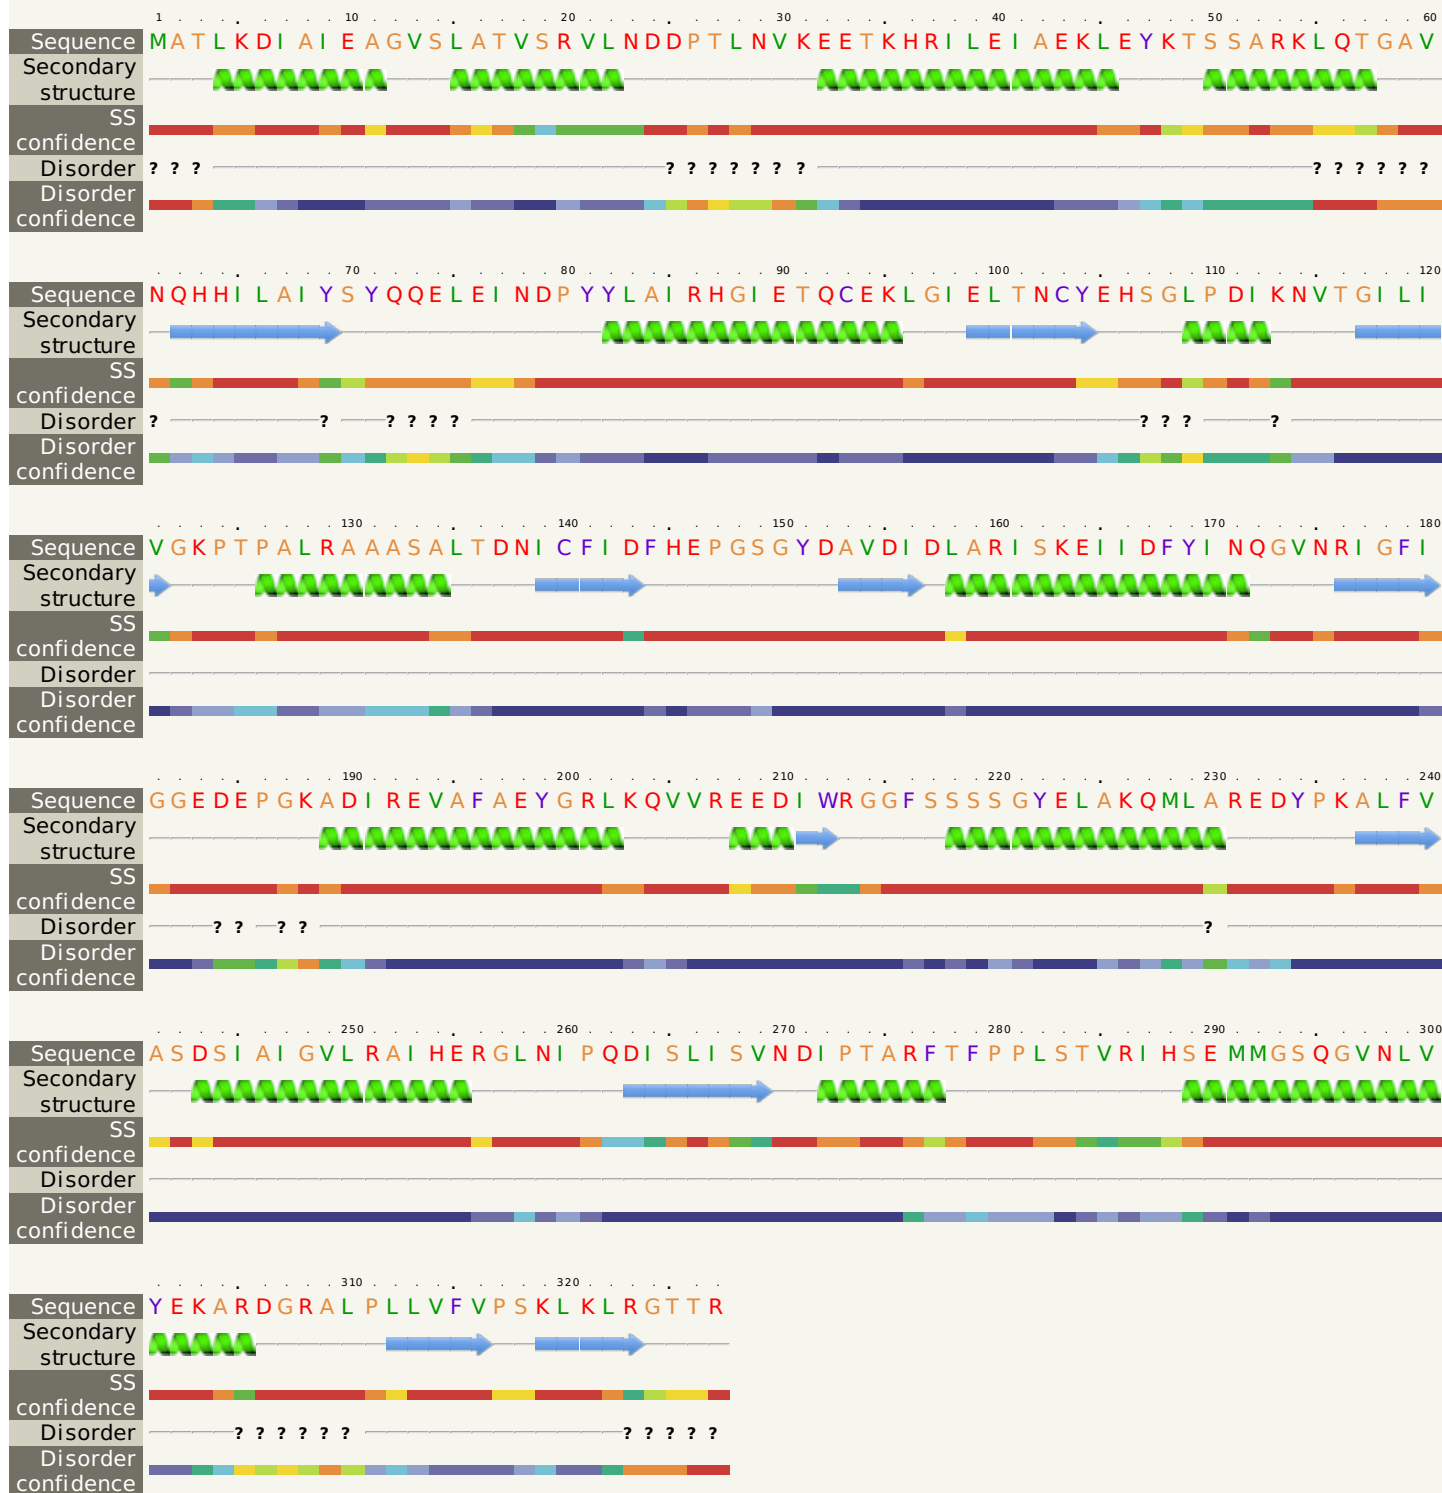 1 10 20 30 40 50 60
Sequence MATLKDIAIEAGVSLATVSRVLNDDPTLNVKEETKHRILEIAEKLEYKTSSARKLQTGAV
Secondary
structure
SS
confidence
Disorder ? ? ? ? ? ? ? ? ? ? ? ? ? ? ? ?
Disorder
confidence
70 80 90 100 110 120
Sequence NQHHILAIYSYQQELEINDPYYLAIRHGIETQCEKLGIELTNCYEHSGLPDIKNVTGILI
Secondary
structure
SS
confidence
Disorder ? ? ? ? ? ? ? ? ? ?
Disorder
confidence
130 140 150 160 170 180
Sequence VGKPTPALRAAASALTDNICFIDFHEPGSGYDAVDIDLARISKEIIDFYINQGVNRIGFI
Secondary
structure
SS
confidence
Disorder
Disorder
confidence
190 200 210 220 230 240
Sequence GGEDEPGKADIREVAFAEYGRLKQVVREEDIWRGGFSSSSGYELAKQMLAREDYPKALFV
Secondary
structure
SS
confidence
Disorder ? ? ? ? ?
Disorder
confidence
250 260 270 280 290 300
Sequence ASDSIAIGVLRAIHERGLNIPQDISLISVNDIPTARFTFPPLSTVRIHSEMMGSQGVNLV
Secondary
structure
SS
confidence
Disorder
Disorder
confidence
310 320
Sequence YEKARDGRALPLLVFVPSKLKLRGTTR
Secondary
structure
SS
confidence
Disorder ? ? ? ? ? ? ? ? ? ? ?
Disorder
confidence